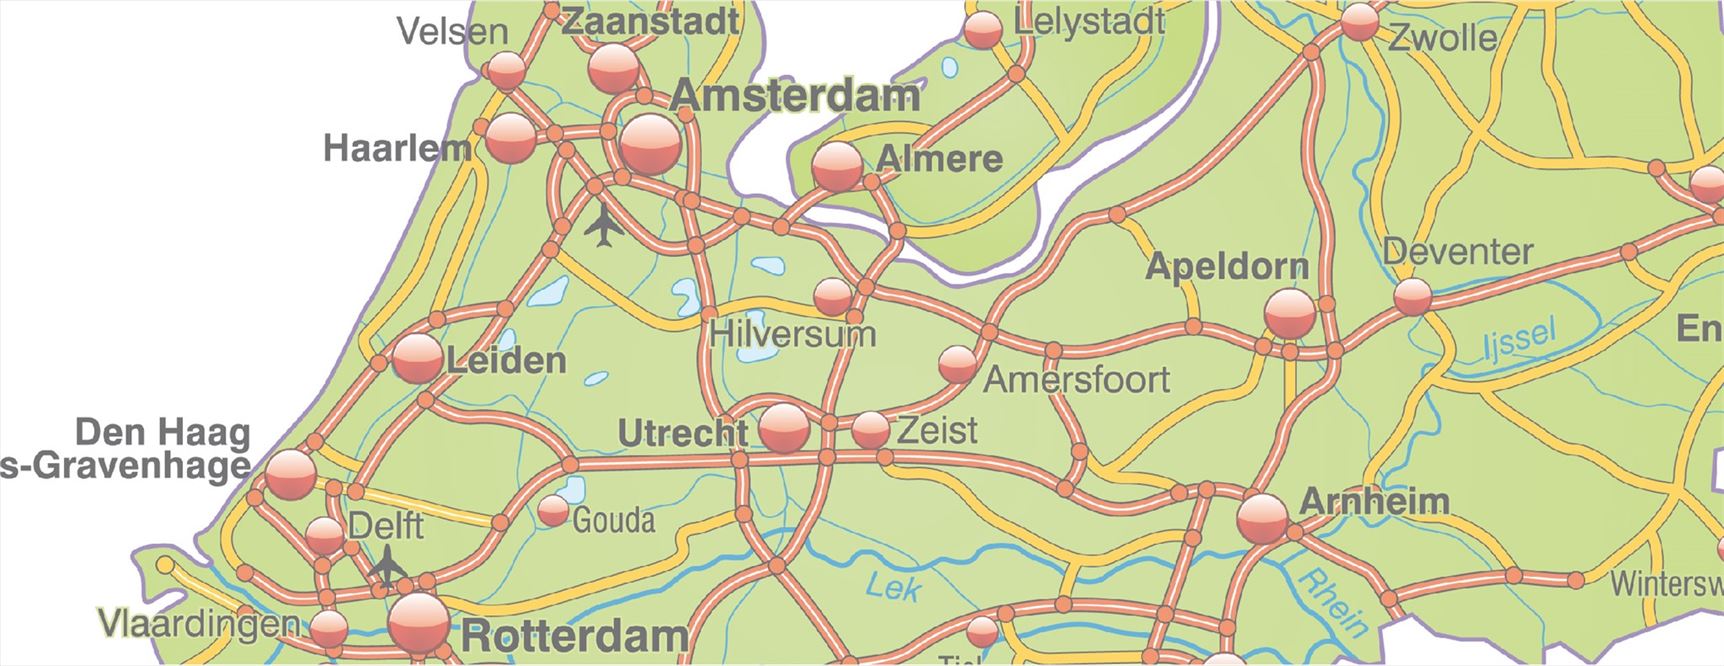 Velsen
Zaanstadt
Lelystadt
Zwolle
Amsterdam
Haarlem
Almere
Deventer
Apeldorn
Hilversum
Ijssel
En
Leiden
Amersfoort
Den Haag
s-Gravenhage
Utrecht
Zeist
Arnheim
Delft
Gouda
Lek
Rhein
Wintersw
Vlaardingen
Rotterdam